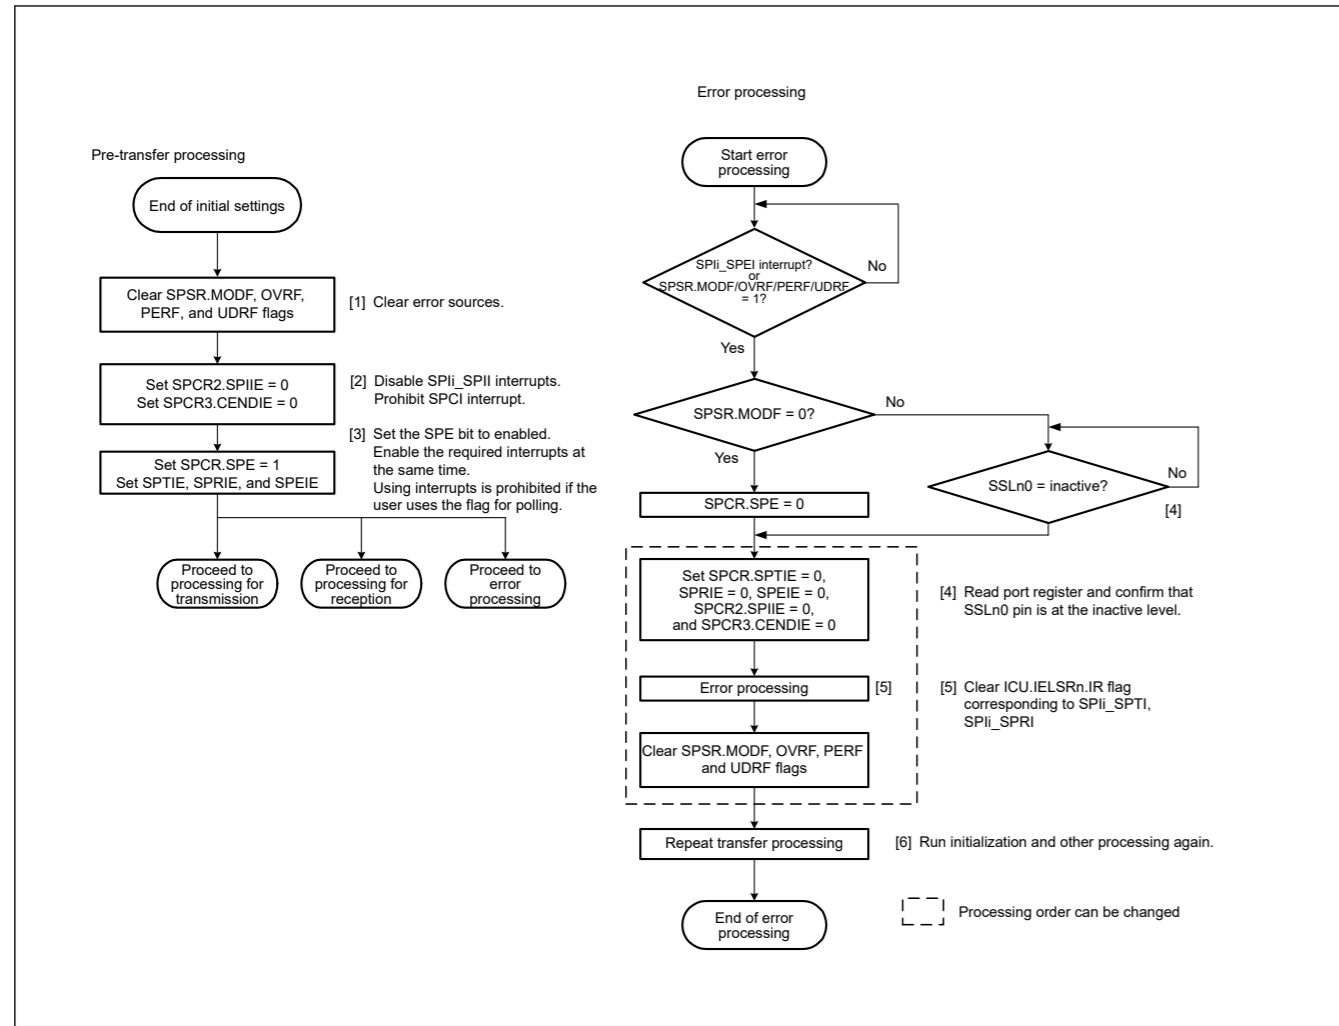 Pre-transfer processing
End of initial settings
Clear SPSR.MODF, OVRF,
PERF, and UDRF flags
[1] Clear error sources.
Set SPCR2.SPIIE = 0
Set SPCR3.CENDIE = 0
[2] Disable SPIi_SPII interrupts.
Prohibit SPCI interrupt.
Set SPCR.SPE = 1
Set SPTIE, SPRIE, and SPEIE
[3] Set the SPE bit to enabled.
Enable the required interrupts at
the same time.
Using interrupts is prohibited if the
user uses the flag for polling.
Proceed to
processing for
transmission
Proceed to
processing for
reception
Proceed to
error
processing
Error processing
Start error
processing
SPIi_SPEI interrupt?
or
SPSR.MODF/OVRF/PERF/UDRF
= 1?
No
Yes
SPSR.MODF = 0?
No
Yes
SSLn0 = inactive?
No
[4]
SPCR.SPE = 0
Set SPCR.SPTIE = 0,
SPRIE = 0, SPEIE = 0,
SPCR2.SPIIE = 0,
and SPCR3.CENDIE = 0
[4] Read port register and confirm that
SSLn0 pin is at the inactive level.
Error processing
[5]
[5] Clear ICU.IELSRn.IR flag
corresponding to SPIi_SPTI,
SPIi_SPRI
Clear SPSR.MODF, OVRF, PERF
and UDRF flags
Repeat transfer processing
[6] Run initialization and other processing again.
End of error
processing
Processing order can be changed